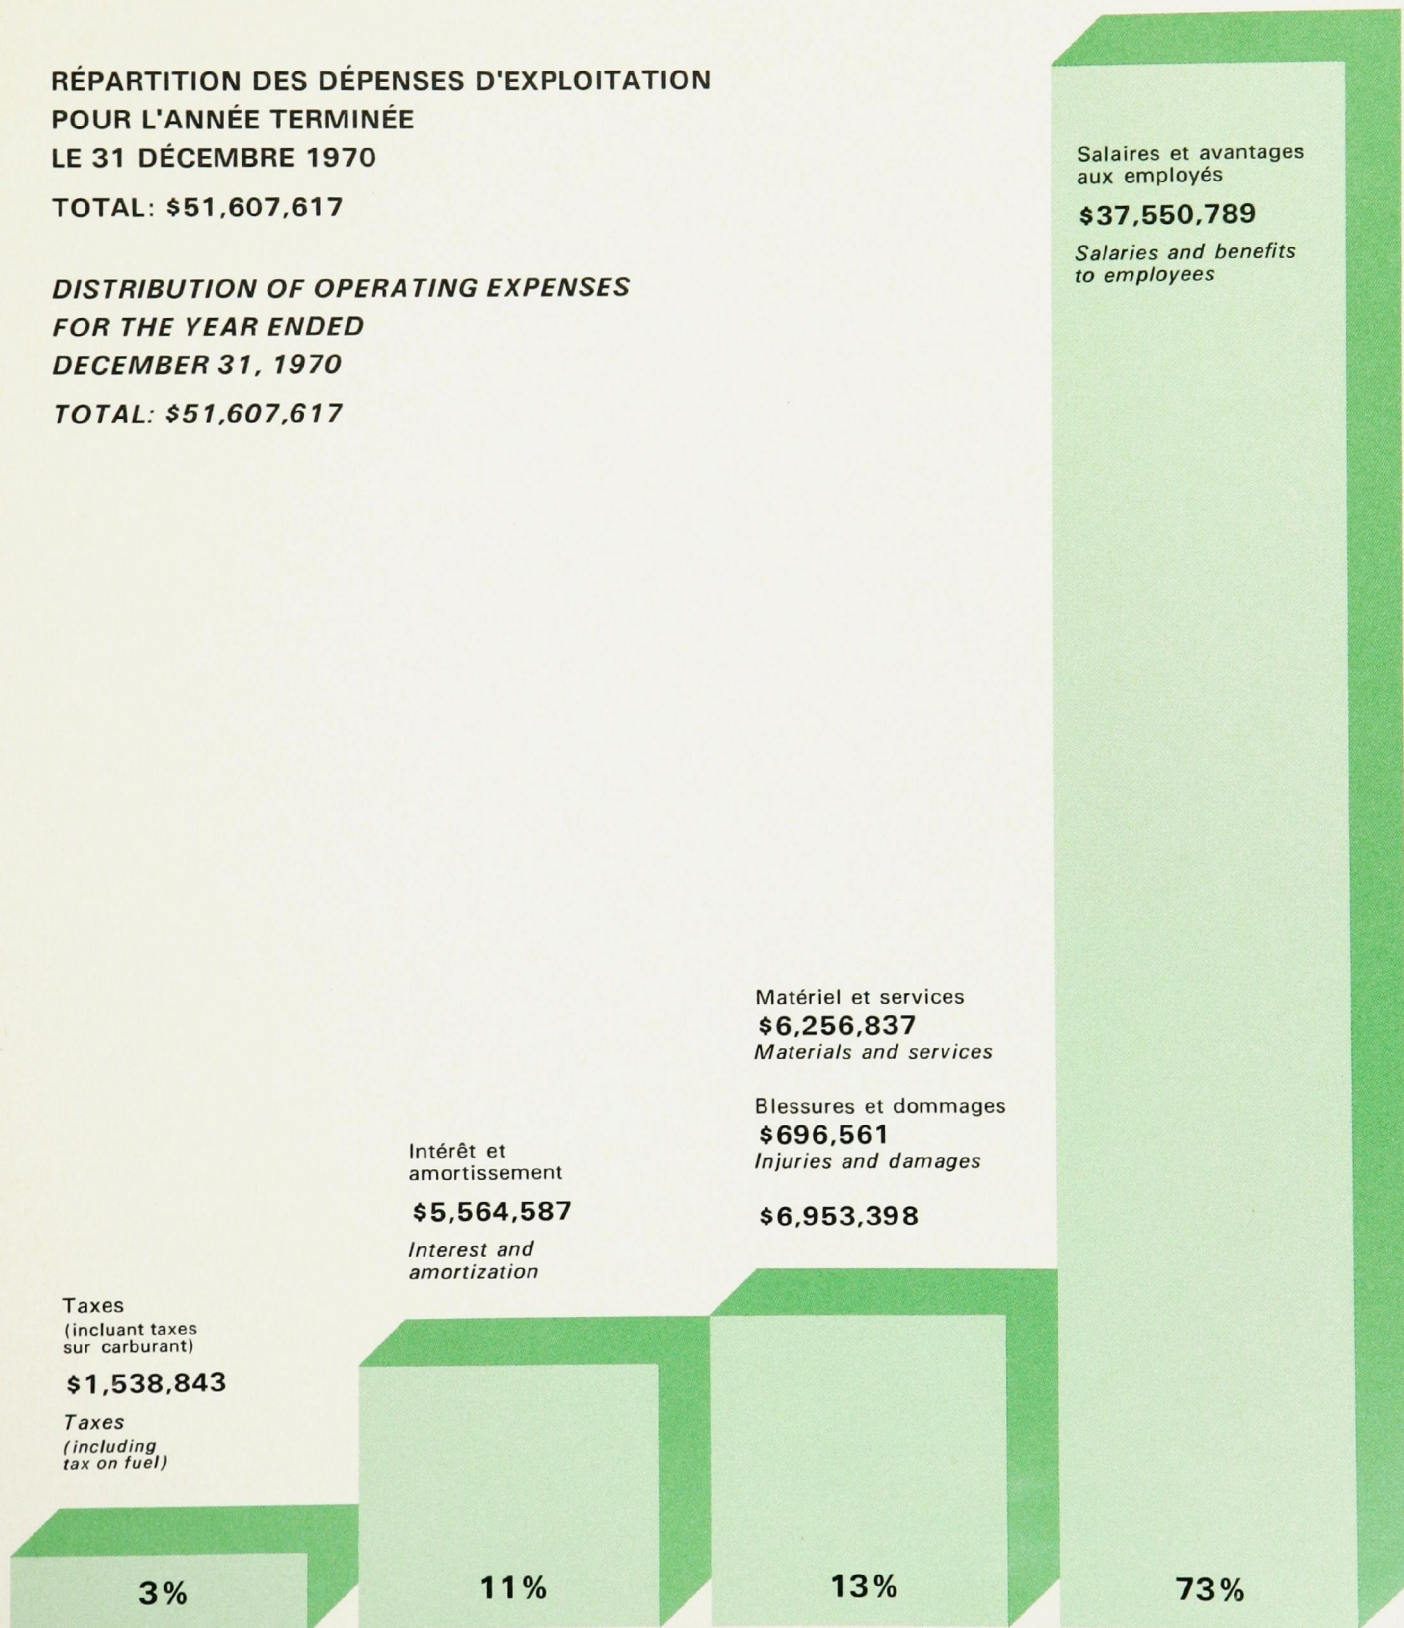 RÉPARTITION DES DÉPENSES D'EXPLOITATION
POUR L'ANNÉE TERMINÉE
LE 31 DÉCEMBRE 1970
TOTAL: $51,607,617
DISTRIBUTION OF OPERATING EXPENSES
FOR THE YEAR ENDED
DECEMBER 31, 1970
TOTAL: $51,607,617
Salaires et avantages
aux employés
$37,550,789
Salaries and benefits
to employees
Matériel et services
$6,256,837
Materials and services
Blessures et dommages
$696,561
Injuries and damages
$6,953,398
Intérêt et
amortissement
$5,564,587
Interest and
amortization
Taxes
(incluant taxes
sur carburant)
$1,538,843
Taxes
(including
tax on fuel)
3%
11%
13%
73%